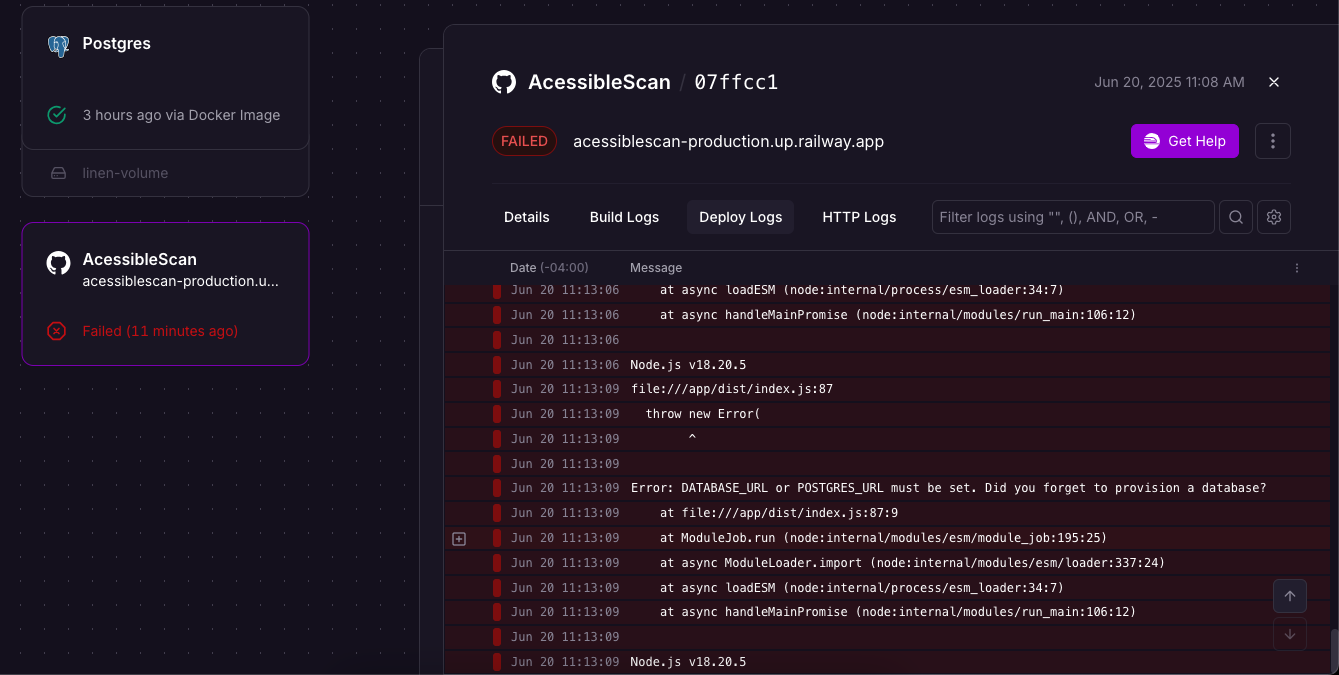 Postgres
3 hours ago via Docker Image
linen-volume
AcessibleScan
acessiblescan-production.u...
Failed (11 minutes ago)
AcessibleScan / 07ffcc1
Jun 20, 2025 11:08 AM
FAILED
acessiblescan-production.up.railway.app
Get Help
Details Build Logs Deploy Logs HTTP Logs Filter logs using "", (), AND, OR, -
Date (-04:00) Message
Jun 20 11:13:06 at async loadESM (node:internal/process/esm_loader:34:7)
Jun 20 11:13:06 at async handleMainPromise (node:internal/modules/run_main:106:12)
Jun 20 11:13:06
Jun 20 11:13:06 Node.js v18.20.5
Jun 20 11:13:09 file:///app/dist/index.js:87
Jun 20 11:13:09 throw new Error(
Jun 20 11:13:09 ^
Jun 20 11:13:09
Jun 20 11:13:09 Error: DATABASE_URL or POSTGRES_URL must be set. Did you forget to provision a database?
Jun 20 11:13:09 at file:///app/dist/index.js:87:9
Jun 20 11:13:09 at ModuleJob.run (node:internal/modules/esm/module_job:195:25)
Jun 20 11:13:09 at async ModuleLoader.import (node:internal/modules/esm/loader:337:24)
Jun 20 11:13:09 at async loadESM (node:internal/process/esm_loader:34:7)
Jun 20 11:13:09 at async handleMainPromise (node:internal/modules/run_main:106:12)
Jun 20 11:13:09
Jun 20 11:13:09 Node.js v18.20.5